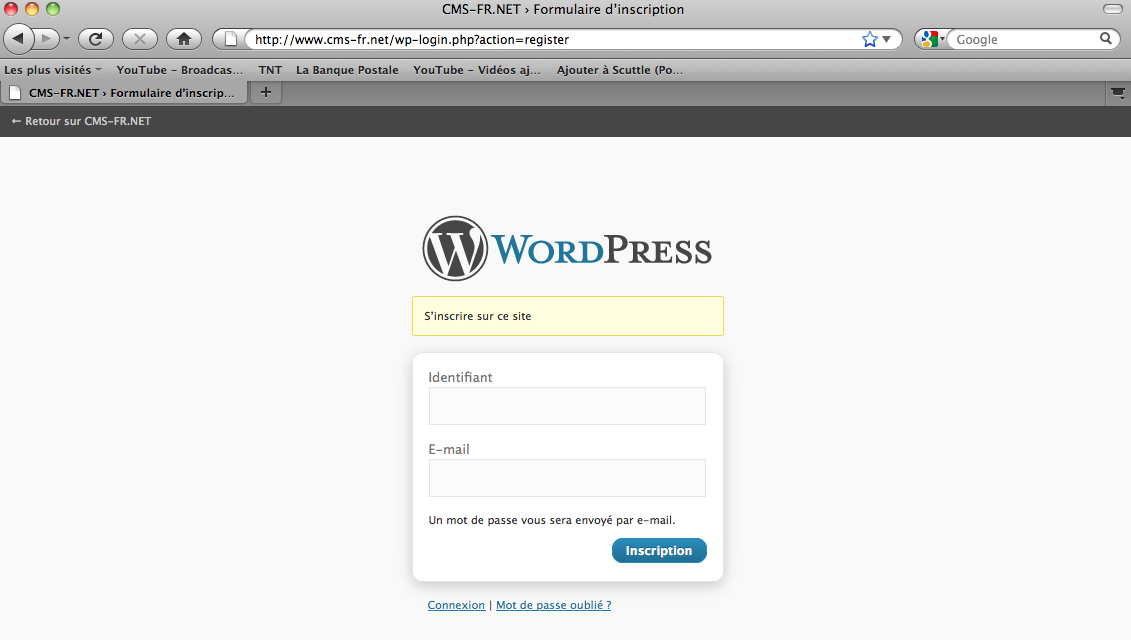 CMS-FR.NET › Formulaire d'inscription
http://www.cms-fr.net/wp-login.php?action=register
Google
Les plus visités YouTube - Broadcas... TNT La Banque Postale YouTube - Vidéos aj... Ajouter à Scuttle (Po...
CMS-FR.NET › Formulaire d'inscrip... +
← Retour sur CMS-FR.NET
WORDPRESS
S'inscrire sur ce site
Identifiant
E-mail
Un mot de passe vous sera envoyé par e-mail.
Inscription
Connexion | Mot de passe oublié ?